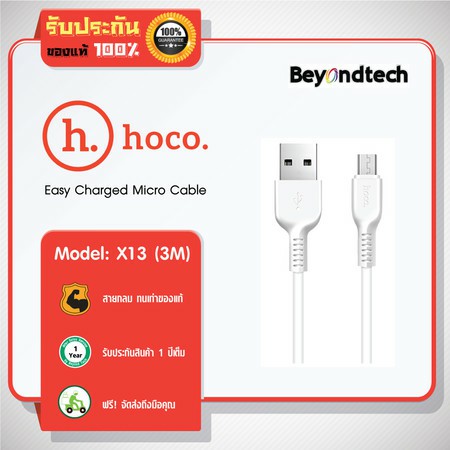 รับประกัน
ของแท้ 100%
100%
GUARANTEE
Beyondtech
h. hoco.
Easy Charged Micro Cable
hoco.
Model: X13 (3M)
สายกลม ทนเท่าของแท้
1
Year
รับประกันสินค้า 1 ปีเต็ม
ฟรี! จัดส่งถึงมือคุณ